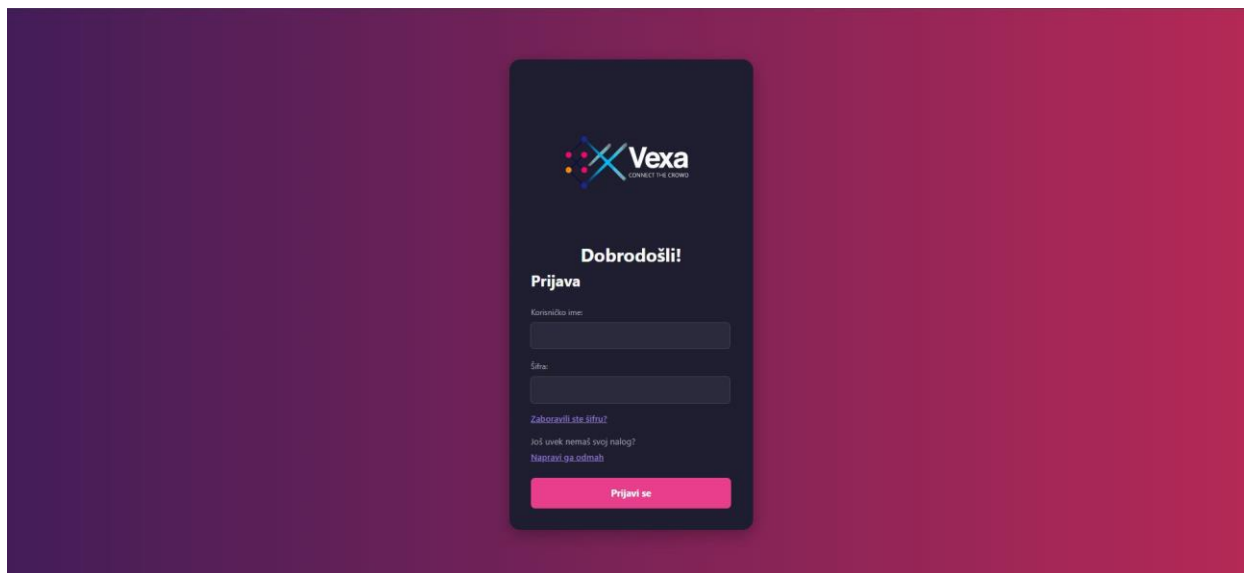 Vexa
CONNECT THE CROWD
Dobrodošli!
Prijava
Korisničko ime:
Šifra:
Zaboravili ste šifru?
Još uvek nemaš svoj nalog?
Napravi ga odmah
Prijavi se